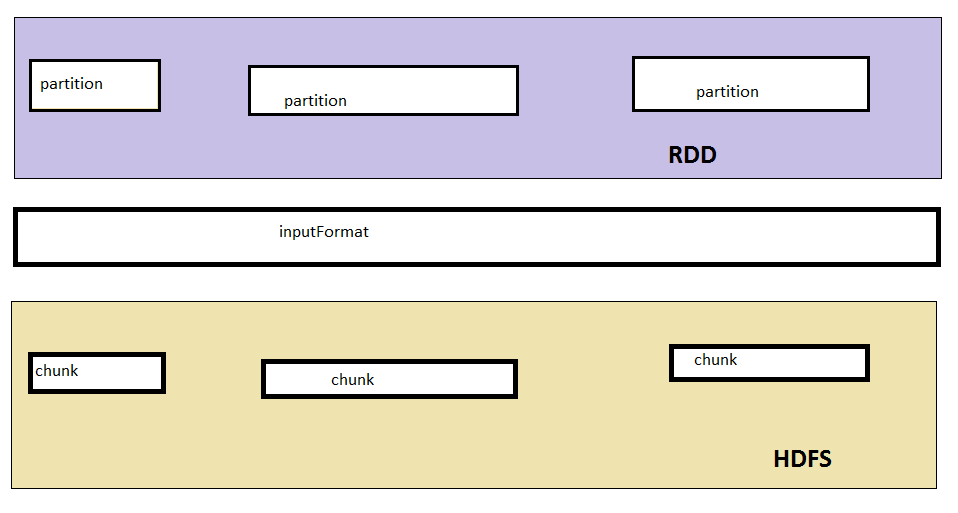 partition
partition
partition
RDD
inputFormat
chunk
chunk
chunk
HDFS